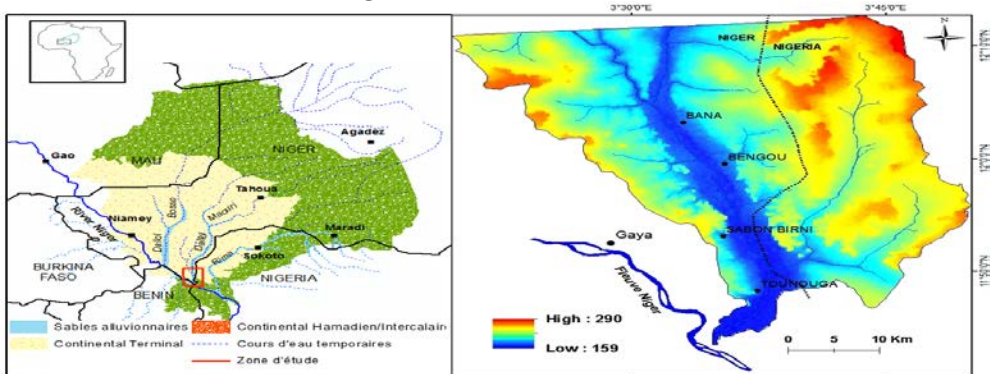 Agadez
NIGER
MALI
Gao
Tahoua
Bosso
Maouri
Niamey
River Niger
Dallol
Maradi
Rima
Sokoto
BURKINA
FASO
NIGERIA
BENIN
Sables alluvionnaires
Continental Hamadien/Intercalaire
Continental Terminal
Cours d'eau temporaires
Zone d'étude
3°30'0"E
3°45'0"E
N
NIGER
NIGERIA
BANA
BENGOU
SABON BIRNI
Gaya
TOUNOUGA
Fleuve Niger
High : 290
Low : 159
0 5 10 Km